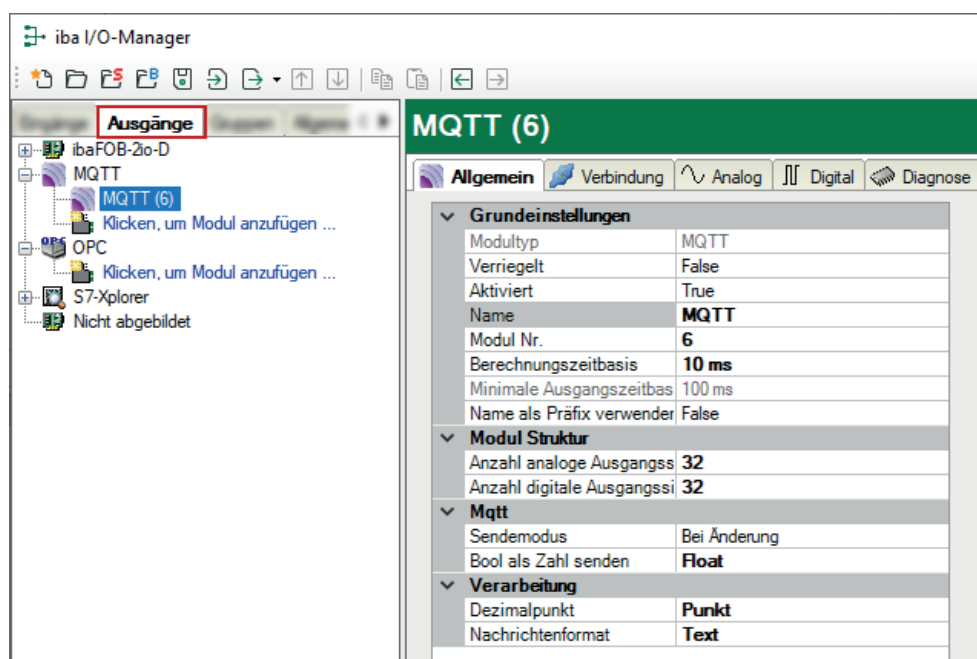 iba I/O-Manager
Ausgänge
ibaFOB-2io-D
MQTT
MQTT (6)
Klicken, um Modul anzufügen ...
OPC
Klicken, um Modul anzufügen ...
S7-Xplorer
Nicht abgebildet
MQTT (6)
Allgemein Verbindung Analog Digital Diagnose
Grundeinstellungen
Modultyp MQTT
Verriegelt False
Aktiviert True
Name MQTT
Modul Nr. 6
Berechnungszeitbasis 10 ms
Minimale Ausgangszeitbas 100 ms
Name als Präfix verwender False
Modul Struktur
Anzahl analoge Ausgangss 32
Anzahl digitale Ausgangssi 32
Mqtt
Sendemodus Bei Änderung
Bool als Zahl senden Float
Verarbeitung
Dezimalpunkt Punkt
Nachrichtenformat Text